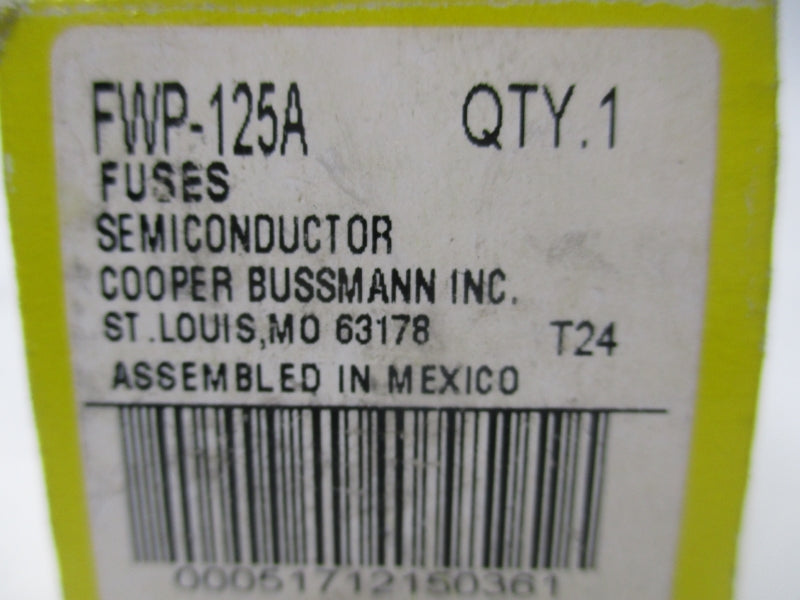 FWP-125A QTY.1
FUSES
SEMICONDUCTOR
COOPER BUSSMANN INC.
ST.LOUIS,MO 63178 T24
ASSEMBLED IN MEXICO
00051712150361